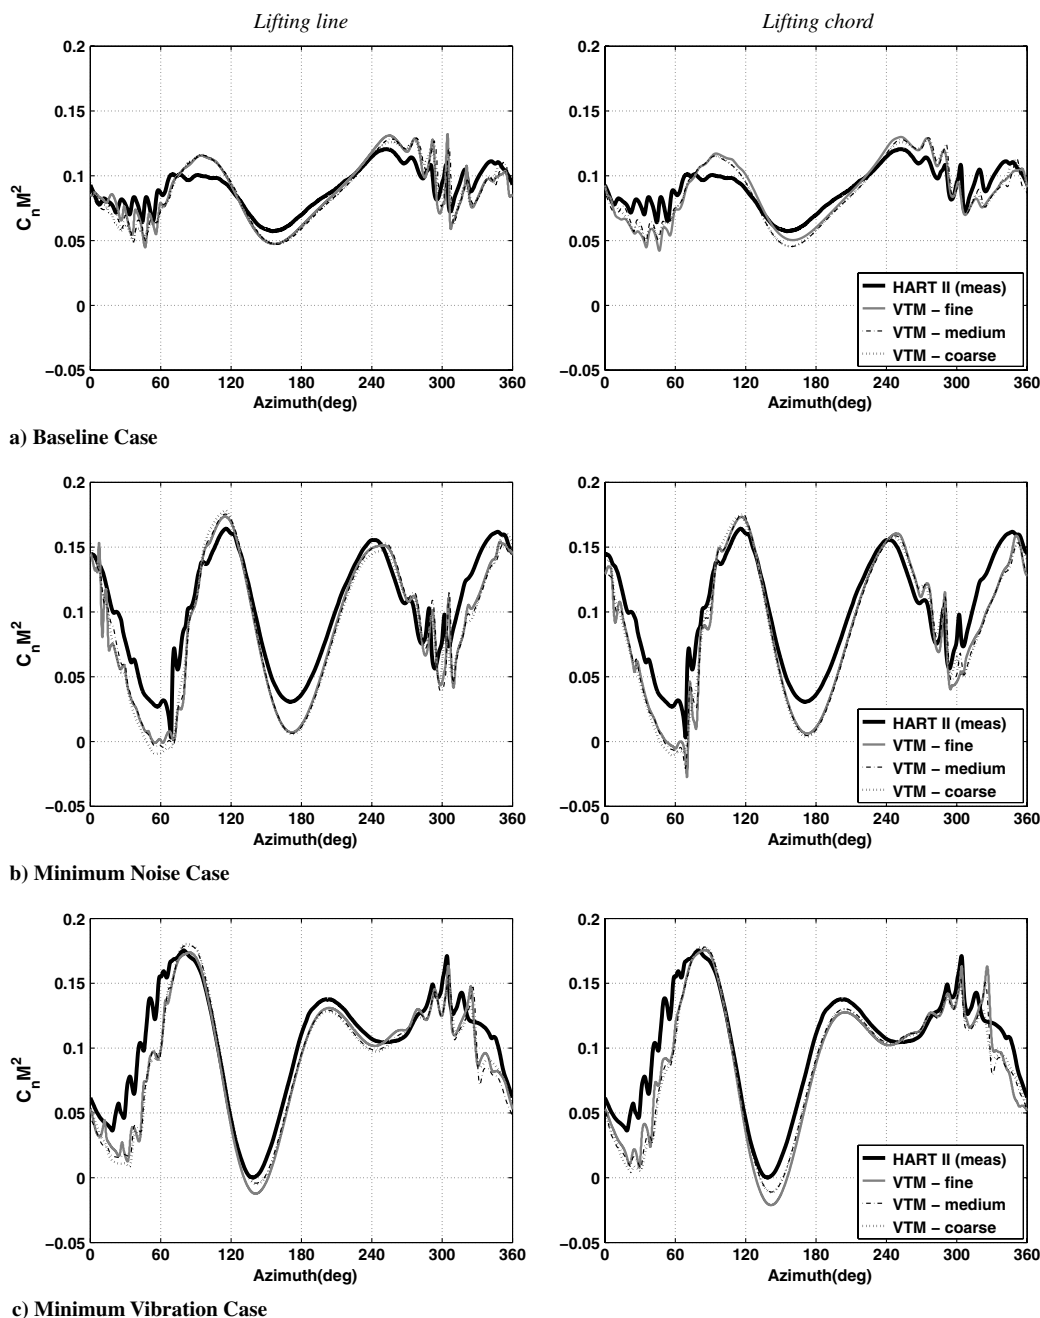 Lifting line
Lifting chord
0.2
0.15
0.1
0.05
0
−0.05
CnM2
0 60 120 180 240 300 360
Azimuth(deg)
0.2
0.15
0.1
0.05
0
−0.05
0 60 120 180 240 300 360
Azimuth(deg)
HART II (meas)
VTM − fine
VTM − medium
VTM − coarse
a) Baseline Case
0.2
0.15
0.1
0.05
0
−0.05
CnM2
0 60 120 180 240 300 360
Azimuth(deg)
0.2
0.15
0.1
0.05
0
−0.05
0 60 120 180 240 300 360
Azimuth(deg)
HART II (meas)
VTM − fine
VTM − medium
VTM − coarse
b) Minimum Noise Case
0.2
0.15
0.1
0.05
0
−0.05
CnM2
0 60 120 180 240 300 360
Azimuth(deg)
0.2
0.15
0.1
0.05
0
−0.05
0 60 120 180 240 300 360
Azimuth(deg)
HART II (meas)
VTM − fine
VTM − medium
VTM − coarse
c) Minimum Vibration Case